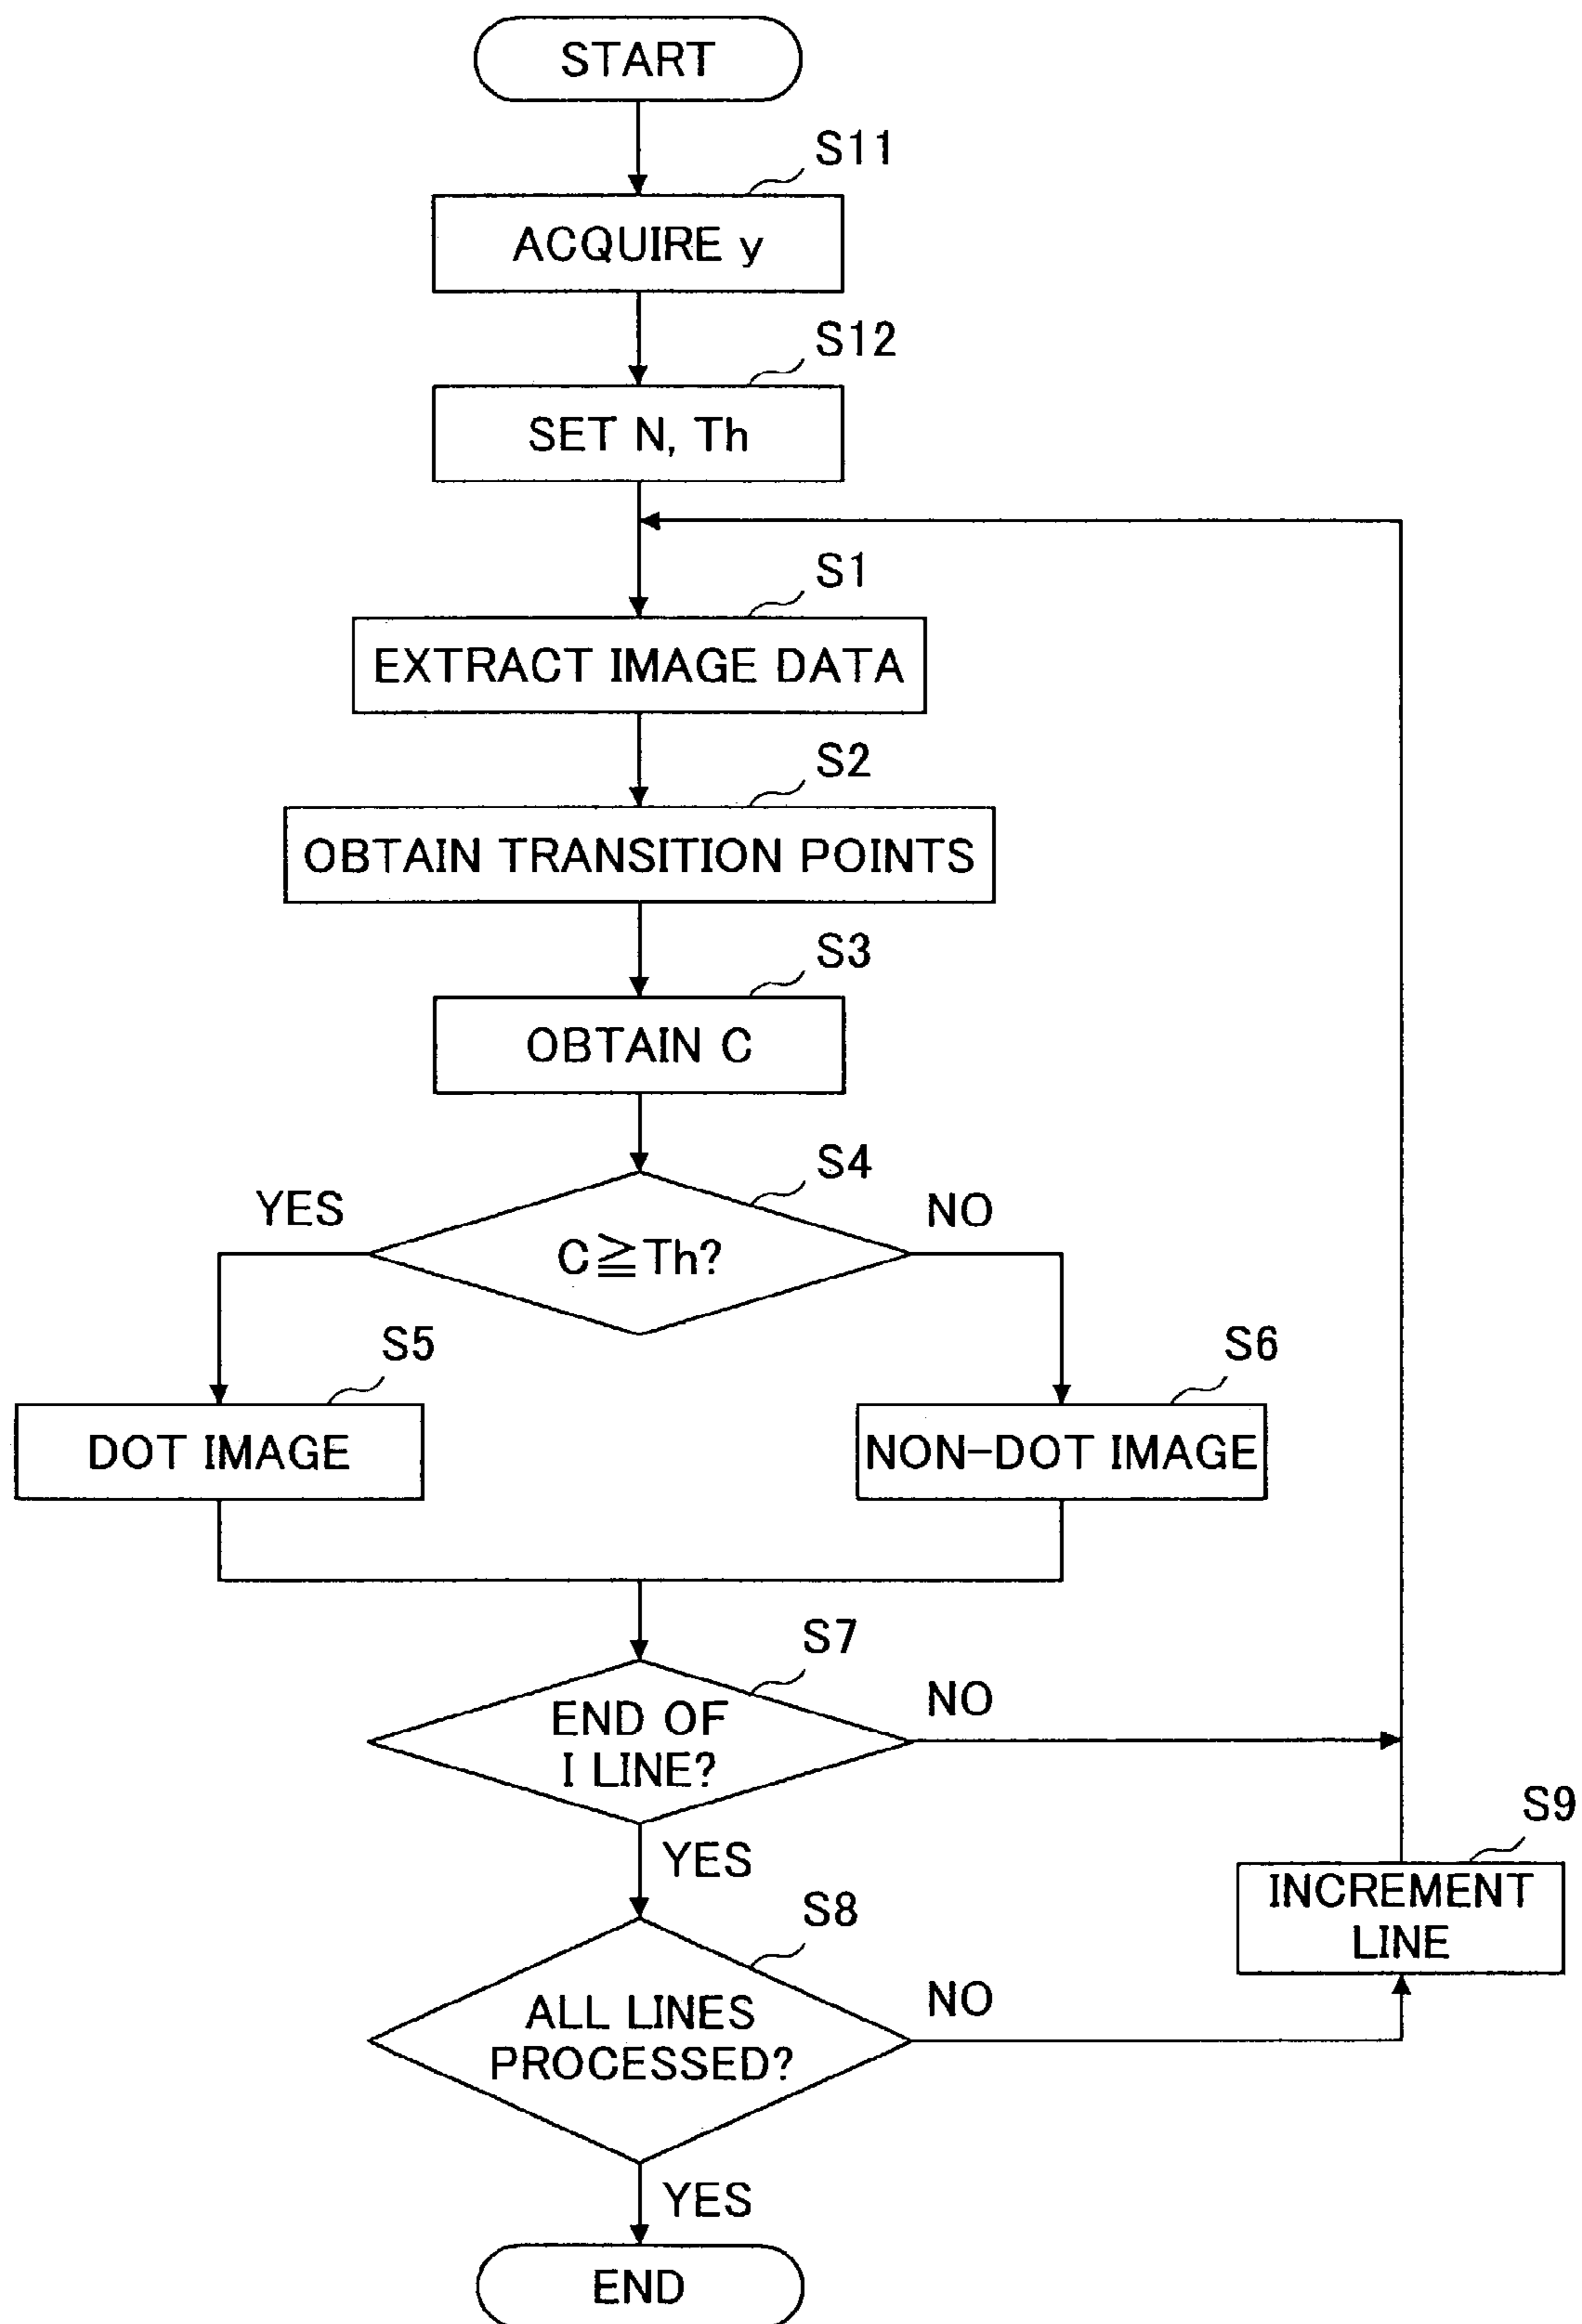 START
S11
ACQUIRE y
S12
SET N, Th
S1
EXTRACT IMAGE DATA
S2
OBTAIN TRANSITION POINTS
S3
OBTAIN C
S4
YES
NO
C≧Th?
S5
S6
DOT IMAGE
NON-DOT IMAGE
S7
NO
END OF
I LINE?
S9
YES
INCREMENT
LINE
S8
NO
ALL LINES
PROCESSED?
YES
END